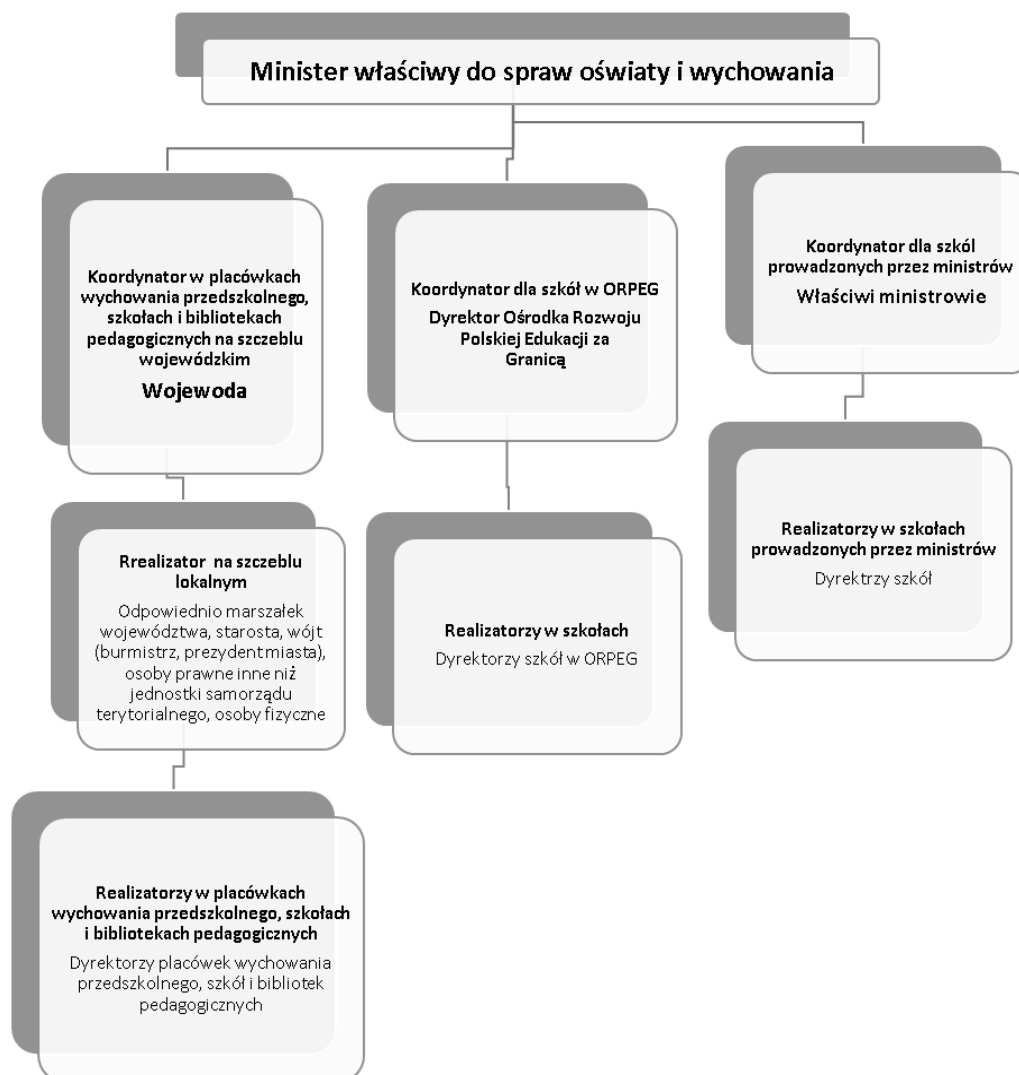 Minister właściwy do spraw oświaty i wychowania
Koordynator w placówkach
wychowania przedszkolnego,
szkołach i bibliotekach
pedagogicznych na szczeblu
wojewódzkim
Wojewoda
Koordynator dla szkół w ORPEG
Dyrektor Ośrodka Rozwoju
Polskiej Edukacji za
Granicą
Koordynator dla szkól
prowadzonych przez ministrów
Właściwi ministrowie
Rrealizator na szczeblu
lokalnym
Odpowiednio marszałek
województwa, starosta, wójt
(burmistrz, prezydent miasta),
osoby prawne inne niż
jednostki samorządu
terytorialnego, osoby fizyczne
Realizatorzy w szkołach
Dyrektorzy szkół w ORPEG
Realizatorzy w szkołach
prowadzonych przez ministrów
Dyrektrzy szkół
Realizatorzy w placówkach
wychowania przedszkolnego, szkołach
i bibliotekach pedagogicznych
Dyrektorzy placówek wychowania
przedszkolnego, szkół i bibliotek
pedagogicznych